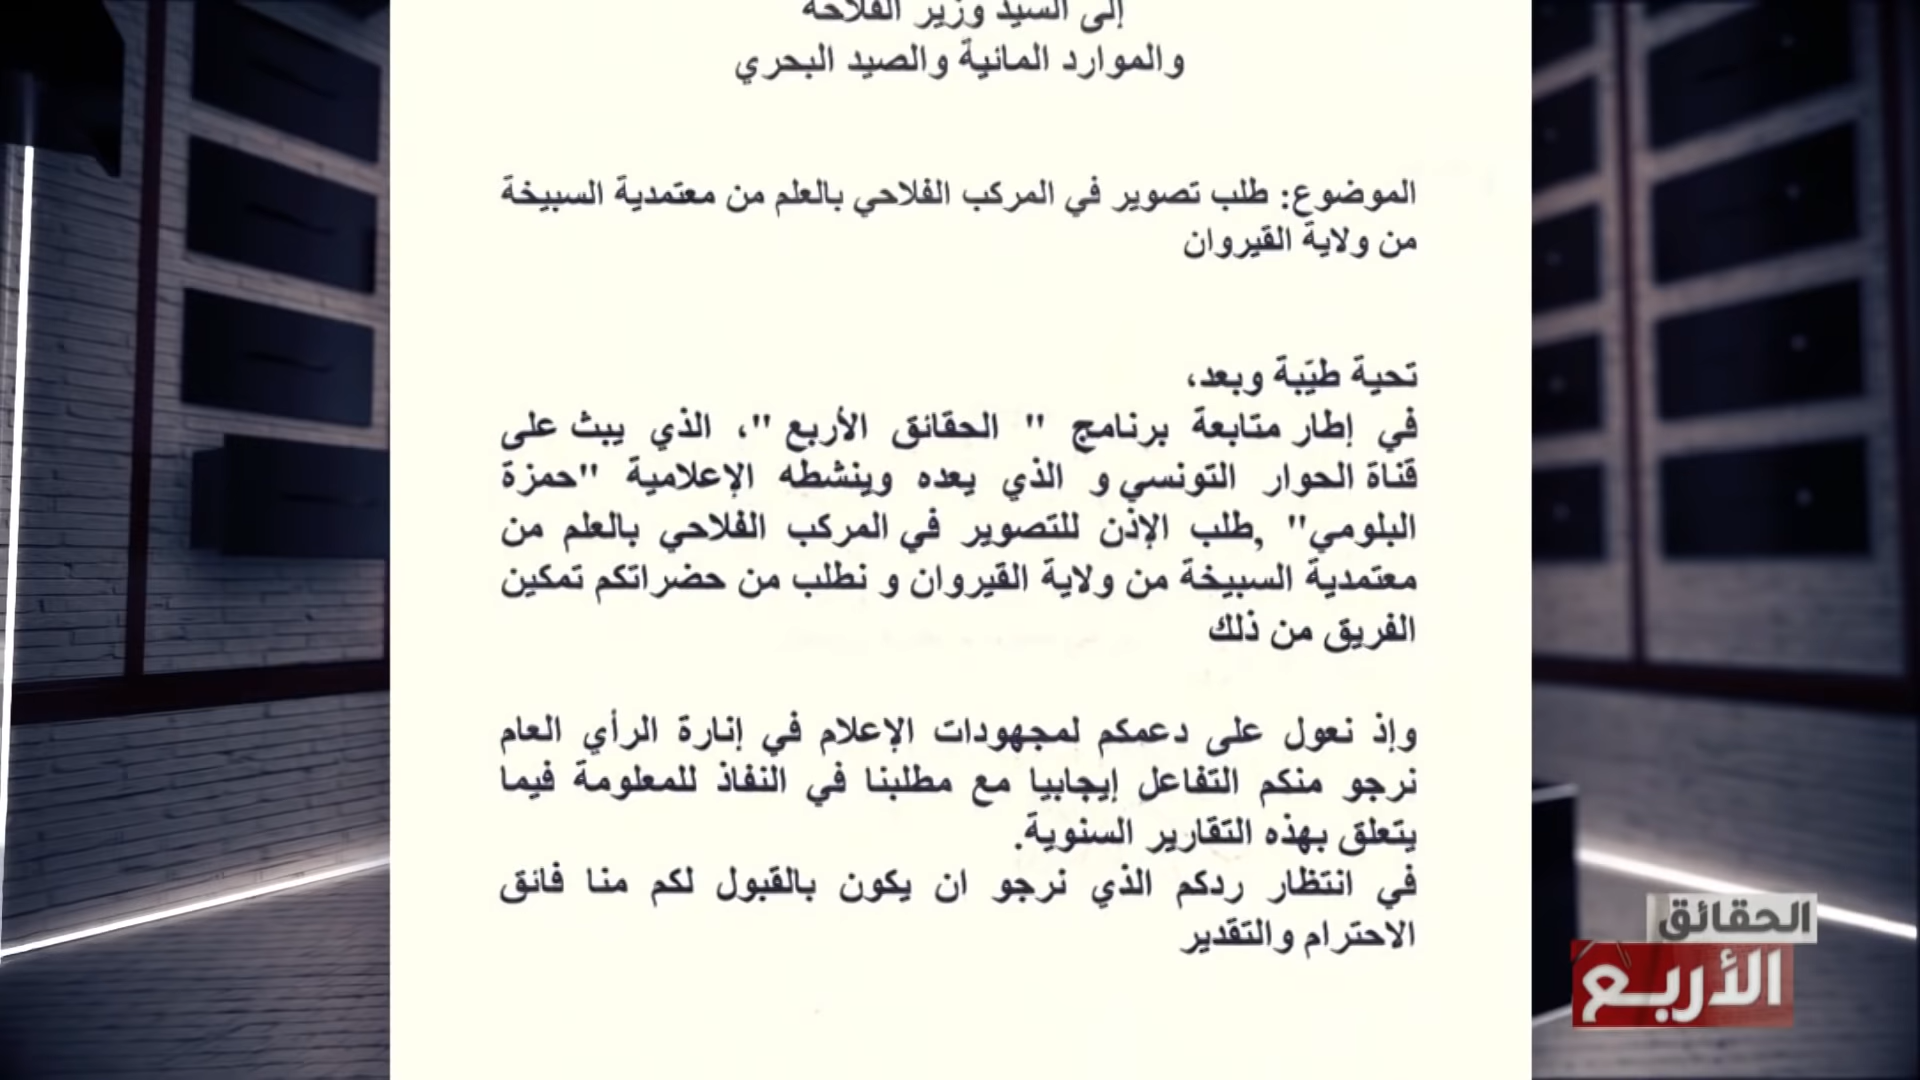 إلى السيد وزير الفلاحة
والموارد المائية والصيد البحري
الموضوع: طلب تصوير في المركب الفلاحي بالعلم من معتمدية السبيخة
من ولاية القيروان
تحية طيّبة وبعد،
في إطار متابعة برنامج " الحقائق الأربع "، الذي يبث على
قناة الحوار التونسي و الذي يعده وينشطه الإعلامية "حمزة
البلومي" ,طلب الإذن للتصوير في المركب الفلاحي بالعلم من
معتمدية السبيخة من ولاية القيروان و نطلب من حضراتكم تمكين
الفريق من ذلك
وإذ نعول على دعمكم لمجهودات الإعلام في إنارة الرأي العام
نرجو منكم التفاعل إيجابيا مع مطلبنا في النفاذ للمعلومة فيما
يتعلق بهذه التقارير السنوية.
في انتظار ردكم الذي نرجو ان يكون بالقبول لكم منا فائق
الاحترام والتقدير
الحقائق
الأربع